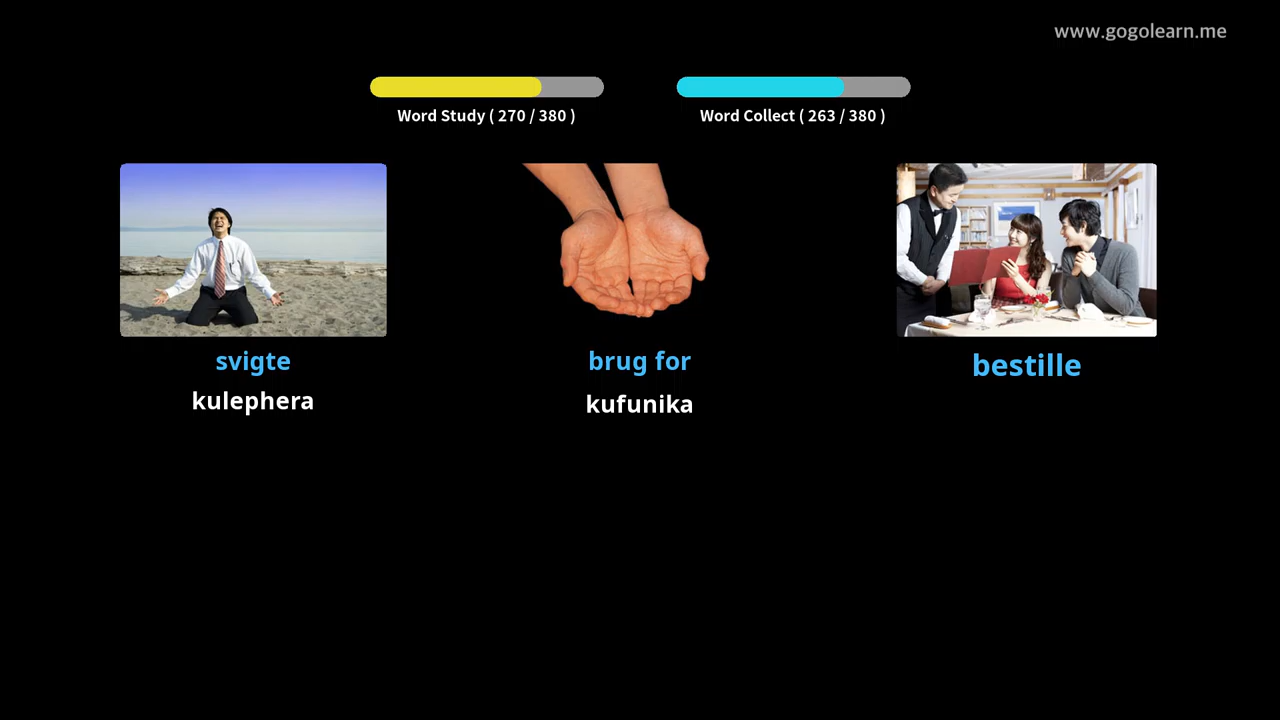 www.gogolearn.me
Word Study ( 270 / 380 )
Word Collect ( 263 / 380 )
svigte
kulephera
brug for
kufunika
bestille